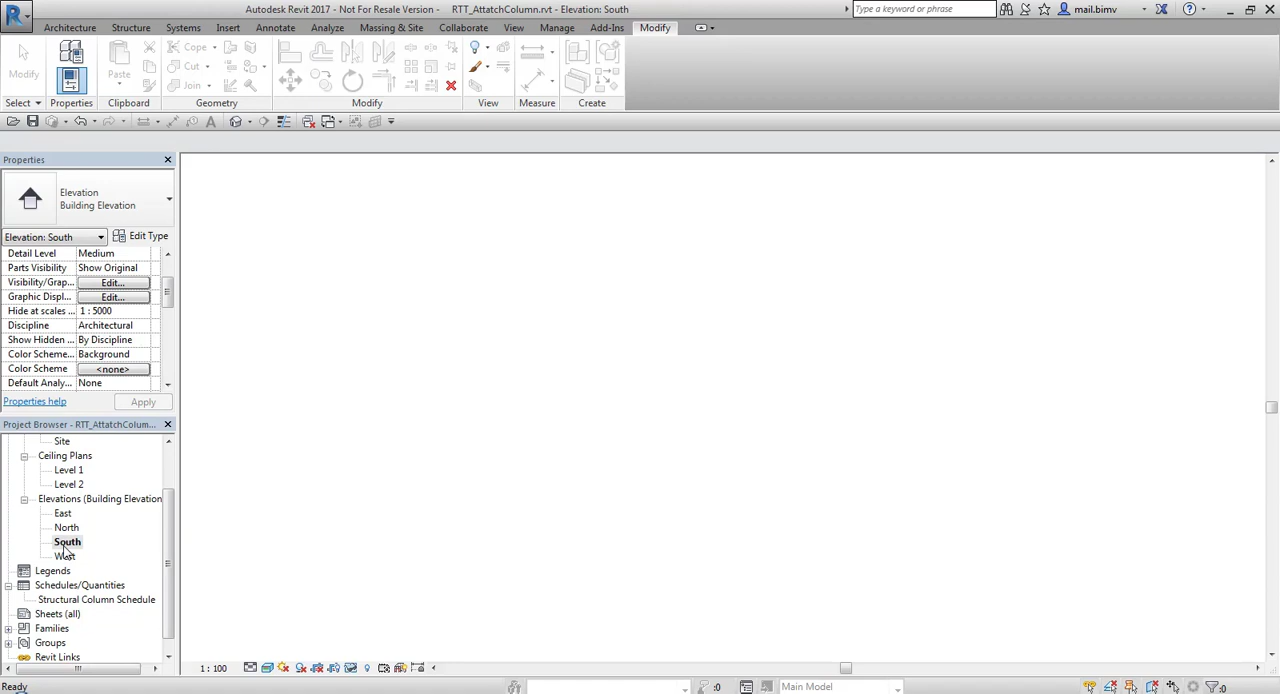 Autodesk Revit 2017 - Not For Resale Version - RTT_AttatchColumn.rvt - Elevation: South
Type a keyword or phrase
mail.bimv
Architecture Structure Systems Insert Annotate Analyze Massing & Site Collaborate View Manage Add-Ins Modify
Modify Paste Cope
Cut
Join
Select Properties Clipboard Geometry Modify View Measure Create
Properties
Elevation
Building Elevation
Elevation: South Edit Type
Detail Level Medium
Parts Visibility Show Original
Visibility/Grap... Edit...
Graphic Displ... Edit...
Hide at scales ... 1 : 5000
Discipline Architectural
Show Hidden ... By Discipline
Color Scheme... Background
Color Scheme <none>
Default Analy... None
Properties help Apply
Project Browser - RTT_AttatchColum...
Site
Ceiling Plans
Level 1
Level 2
Elevations (Building Elevation
East
North
South
West
Legends
Schedules/Quantities
Structural Column Schedule
Sheets (all)
Families
Groups
Revit Links
1 : 100
Ready :0 Main Model :0